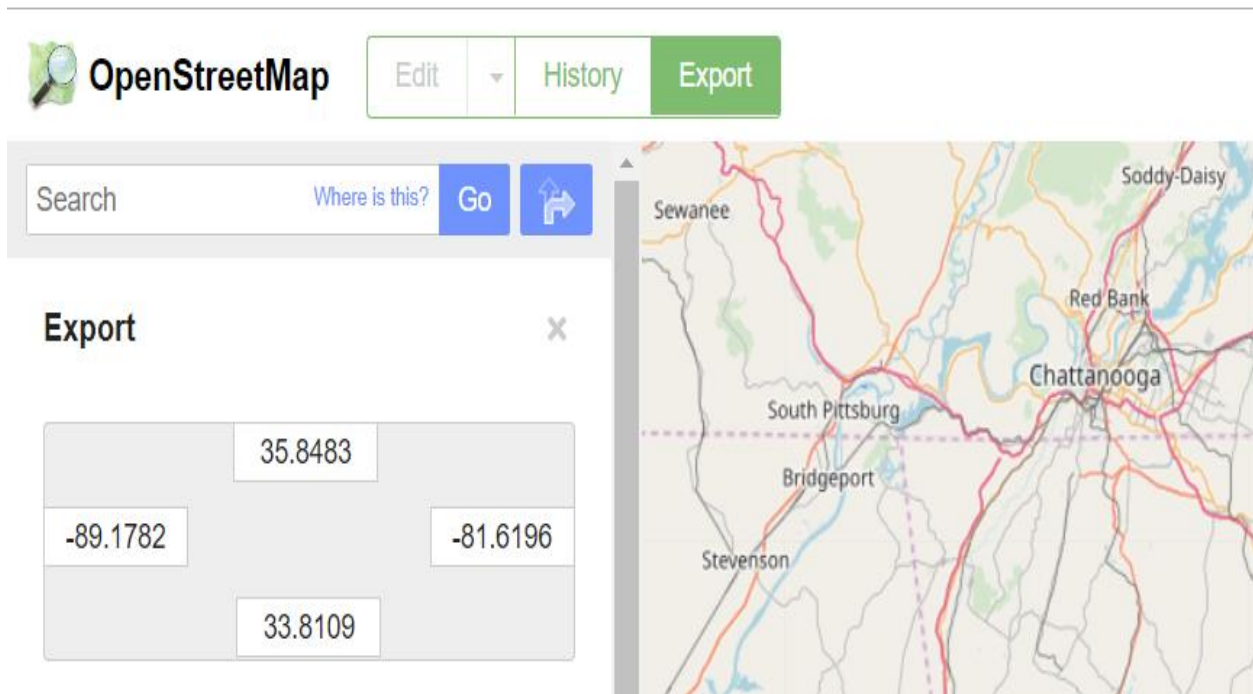 OpenStreetMap Edit History Export
Search Where is this? Go
Export ×
35.8483
-89.1782 -81.6196
33.8109
Soddy-Daisy
Sewanee
Red Bank
Chattanooga
South Pittsburg
Bridgeport
Stevenson